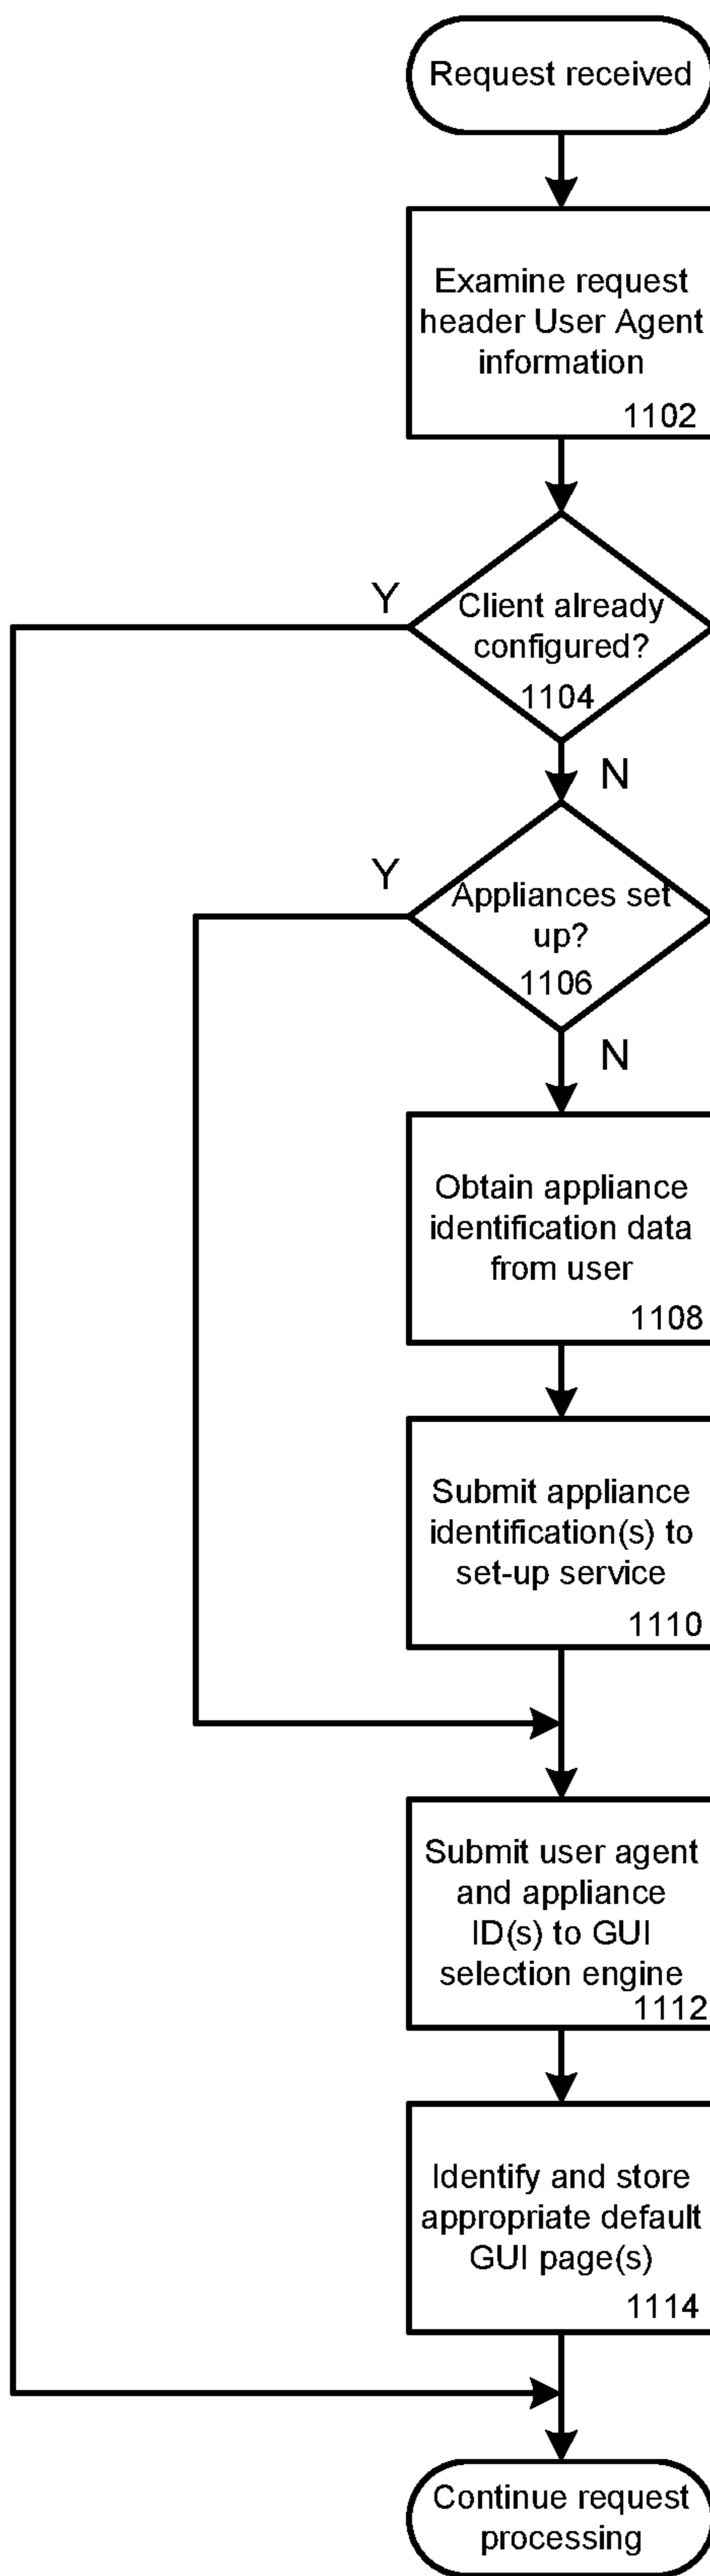 Request received
Examine request
header User Agent
information
1102
Y
Client already
configured?
1104
N
Y
Appliances set
up?
1106
N
Obtain appliance
identification data
from user
1108
Submit appliance
identification(s) to
set-up service
1110
Submit user agent
and appliance
ID(s) to GUI
selection engine
1112
Identify and store
appropriate default
GUI page(s)
1114
Continue request
processing